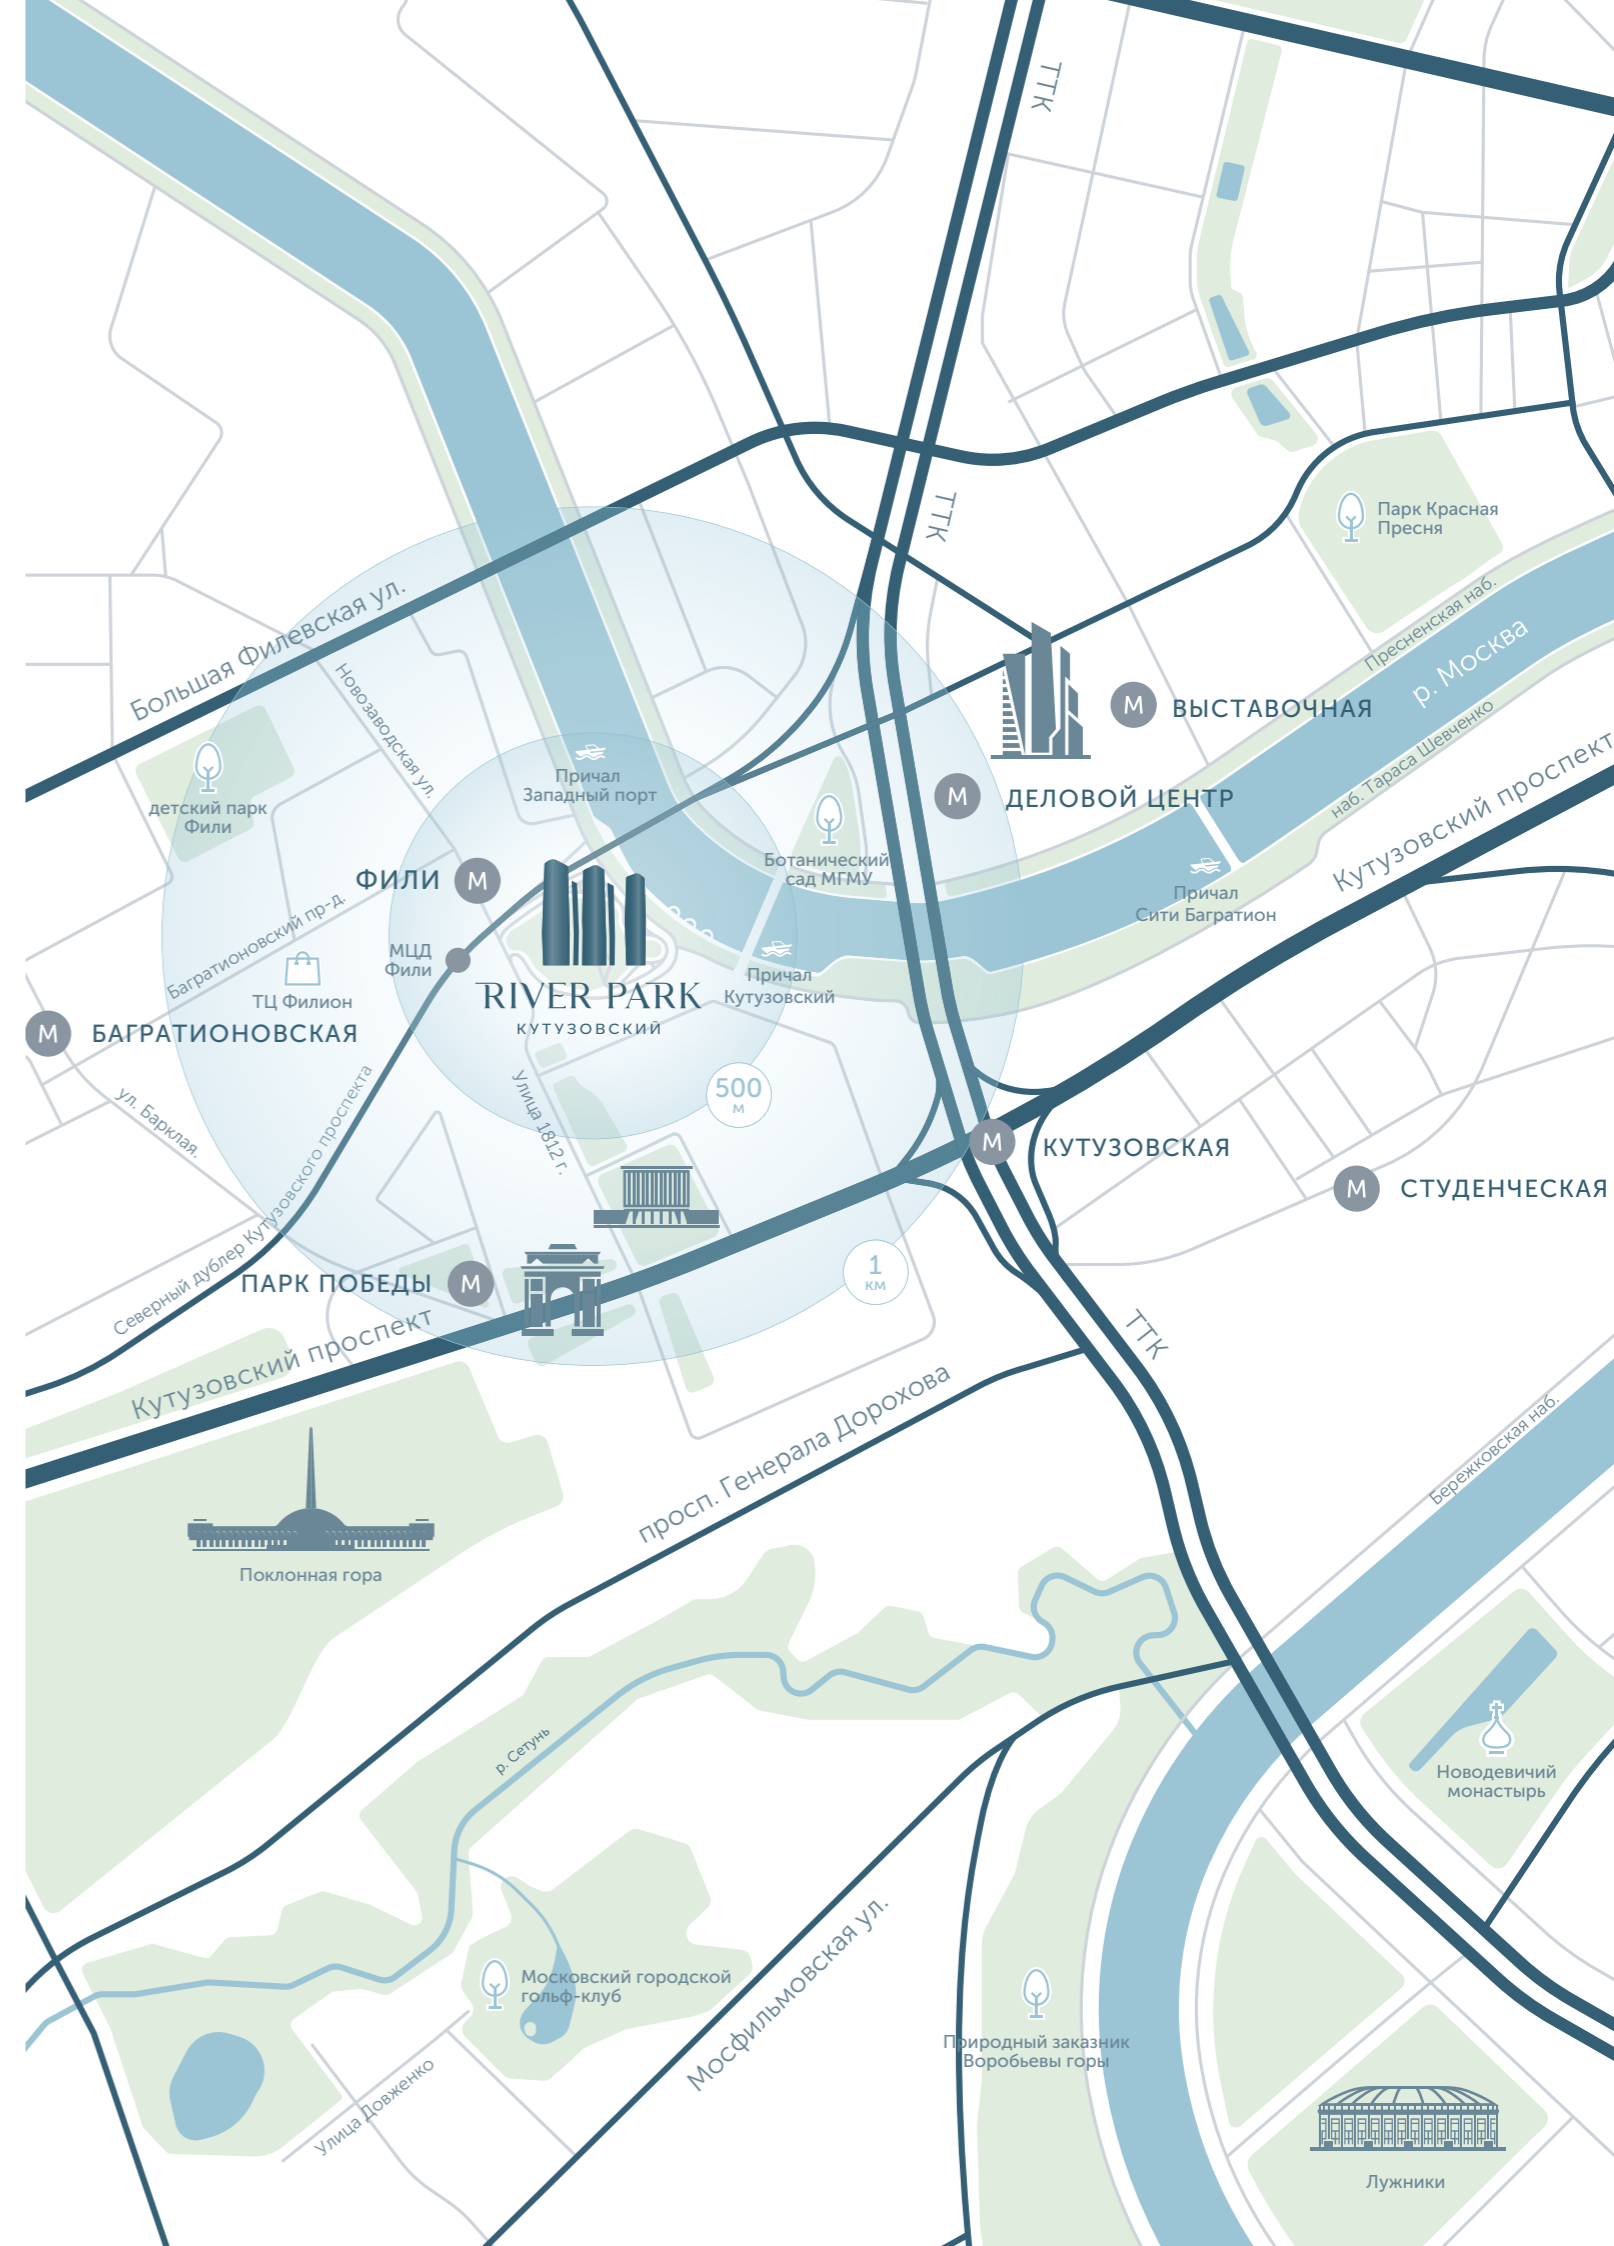 ТТК
ТТК
Парк Красная
Пресня
Пресненская наб.
Большая Филевская ул.
Новозаводская ул.
р. Москва
ВЫСТАВОЧНАЯ
М
наб. Тараса Шевченко
Кутузовский проспект
Причал
Западный порт
детский парк
Фили
М
ДЕЛОВОЙ ЦЕНТР
Ботанический
сад МГМУ
ФИЛИ
М
Причал
Сити Багратион
Багратионовский пр-д.
МЦД
Фили
ТЦ Филион
RIVER PARK
КУТУЗОВСКИЙ
Причал
Кутузовский
М
БАГРАТИОНОВСКАЯ
500
м
ул. Барклая.
Улица 1812 г.
Северный дублер Кутузовского проспекта
М
КУТУЗОВСКАЯ
М
СТУДЕНЧЕСКАЯ
ПАРК ПОБЕДЫ
М
1
км
Кутузовский проспект
ТТК
просп. Генерала Дорохова
Бережковская наб.
Поклонная гора
р. Сетунь
Новодевичий
монастырь
Московский городской
гольф-клуб
Мосфильмовская ул.
Природный заказник
Воробьевы горы
Улица Довженко
Лужники